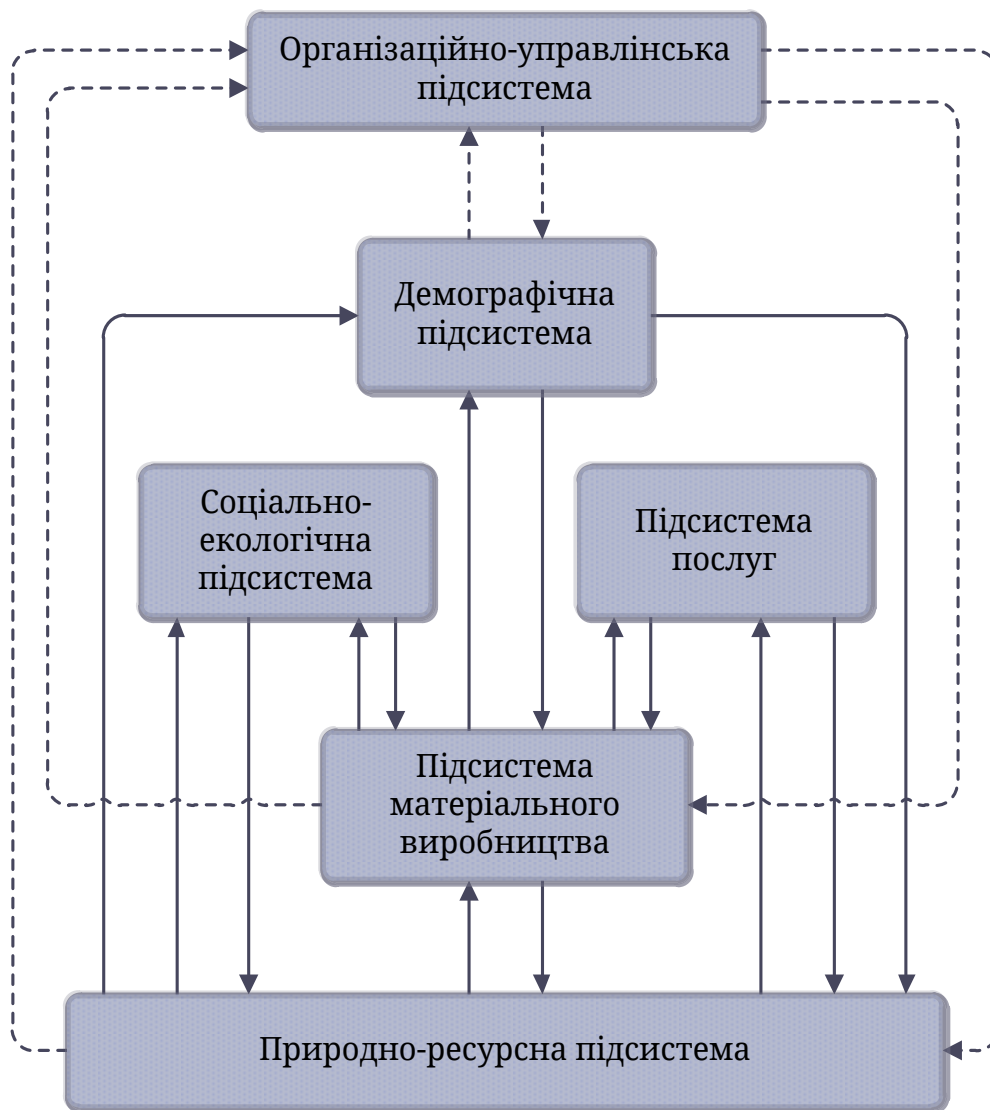 Організаційно-управлінська
підсистема
Демографічна
підсистема
Соціально-
екологічна
підсистема
Підсистема
послуг
Підсистема
матеріального
виробництва
Природно-ресурсна підсистема